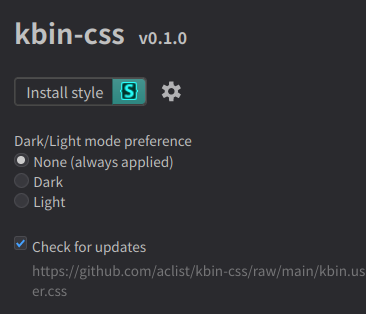 kbin-css v0.1.0
Install style S
Dark/Light mode preference
None (always applied)
Dark
Light
Check for updates
https://github.com/aclist/kbin-css/raw/main/kbin.us
er.css